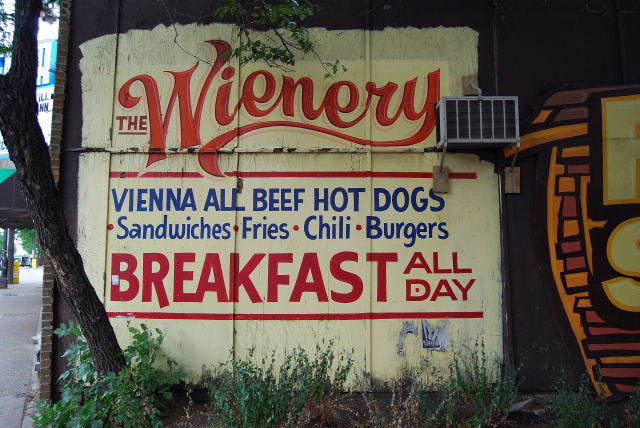 THE Wienery
VIENNA ALL BEEF HOT DOGS
• Sandwiches • Fries • Chili • Burgers
BREAKFAST ALL DAY